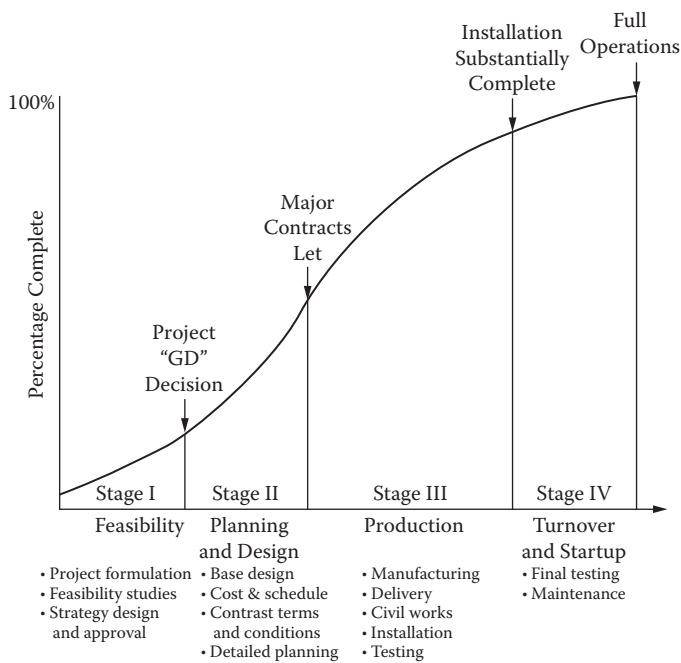 Full
Operations
Installation
Substantially
Complete
100%
Major
Contracts
Let
Percentage Complete
Project
“GD”
Decision
Stage I
Stage II
Stage III
Stage IV
Feasibility
Planning
and Design
Production
Turnover
and Startup
• Project formulation
• Feasibility studies
• Strategy design
and approval
• Base design
• Cost & schedule
• Contrast terms
and conditions
• Detailed planning
• Manufacturing
• Delivery
• Civil works
• Installation
• Testing
• Final testing
• Maintenance